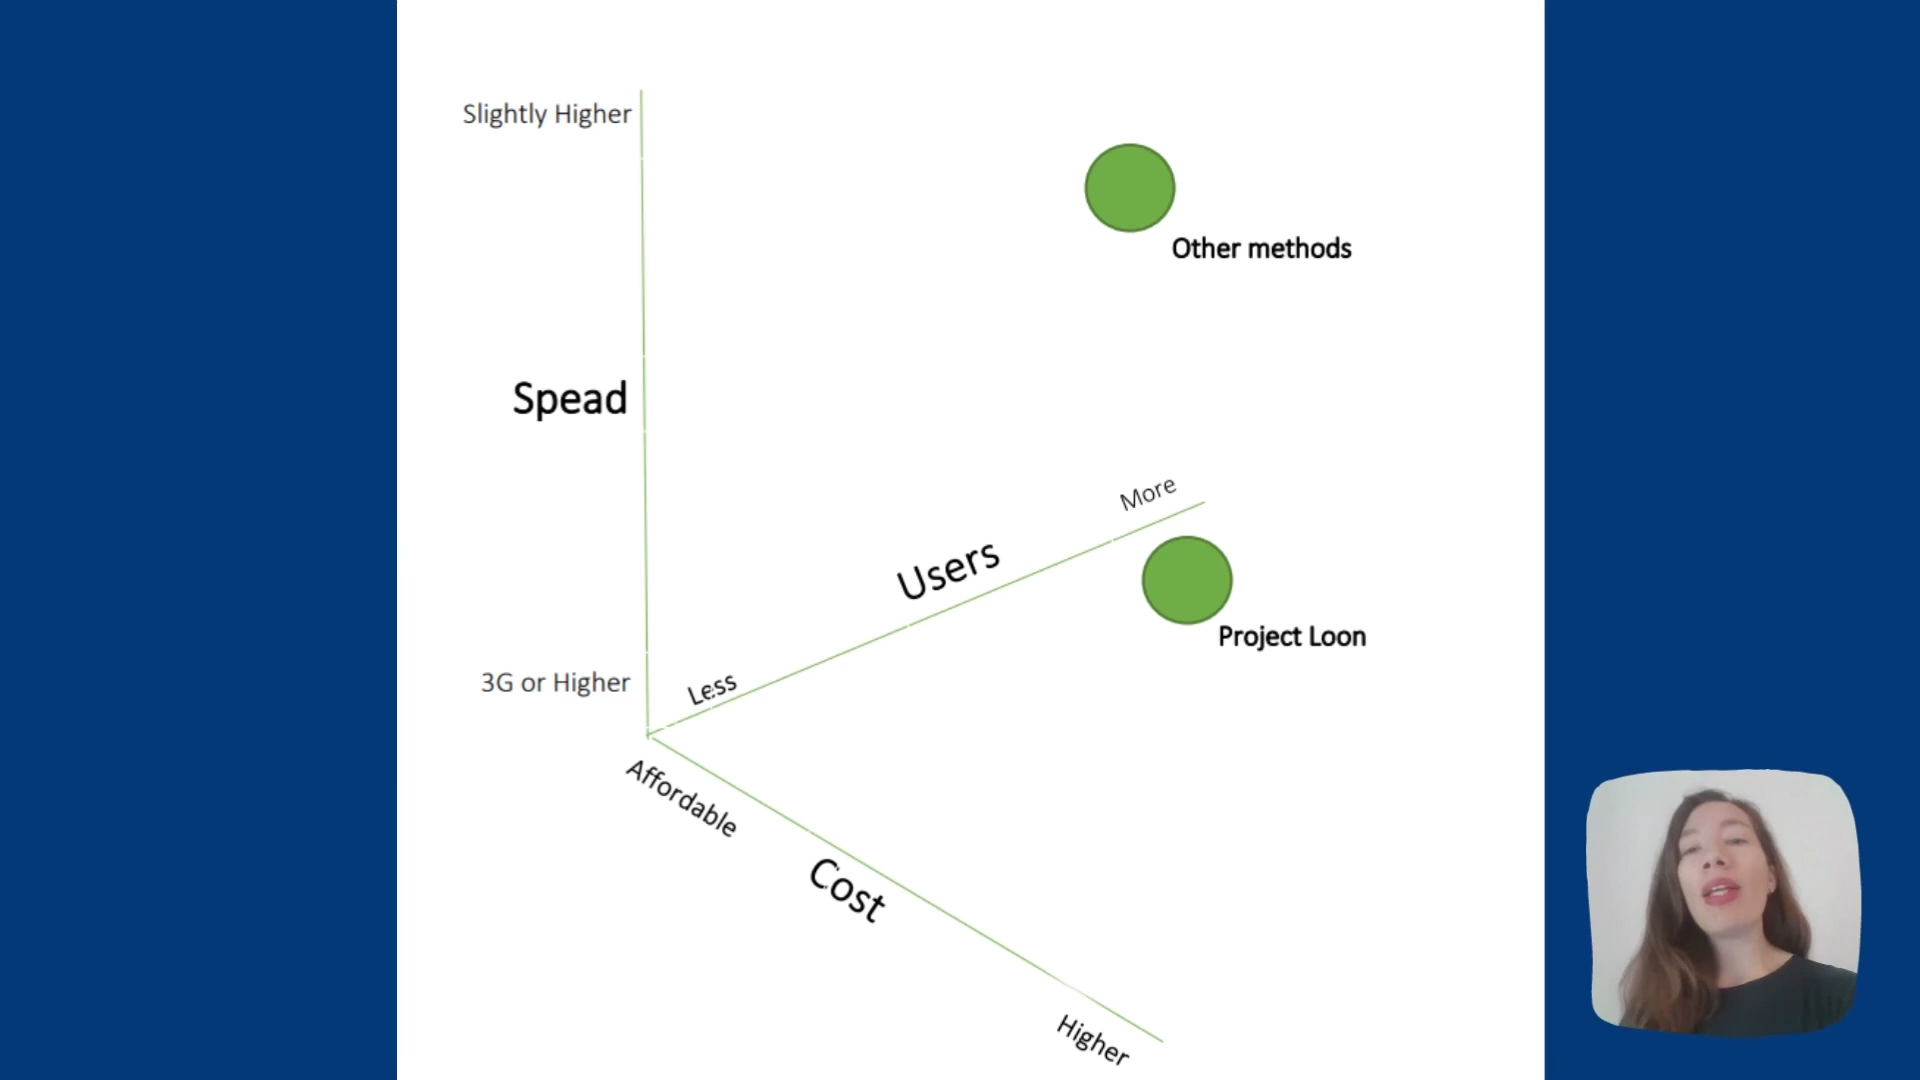 Slightly Higher
Other methods
Spead
More
Users
Project Loon
Less
3G or Higher
Affordable
Cost
Higher